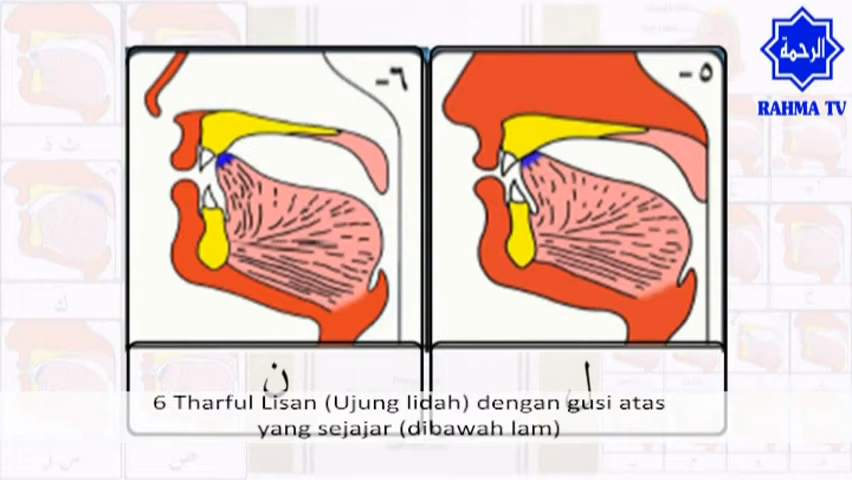 الرحمة
RAHMA TV
٦-
٥-
ن
ل
6 Tharful Lisan (Ujung lidah) dengan gusi atas
yang sejajar (dibawah lam)